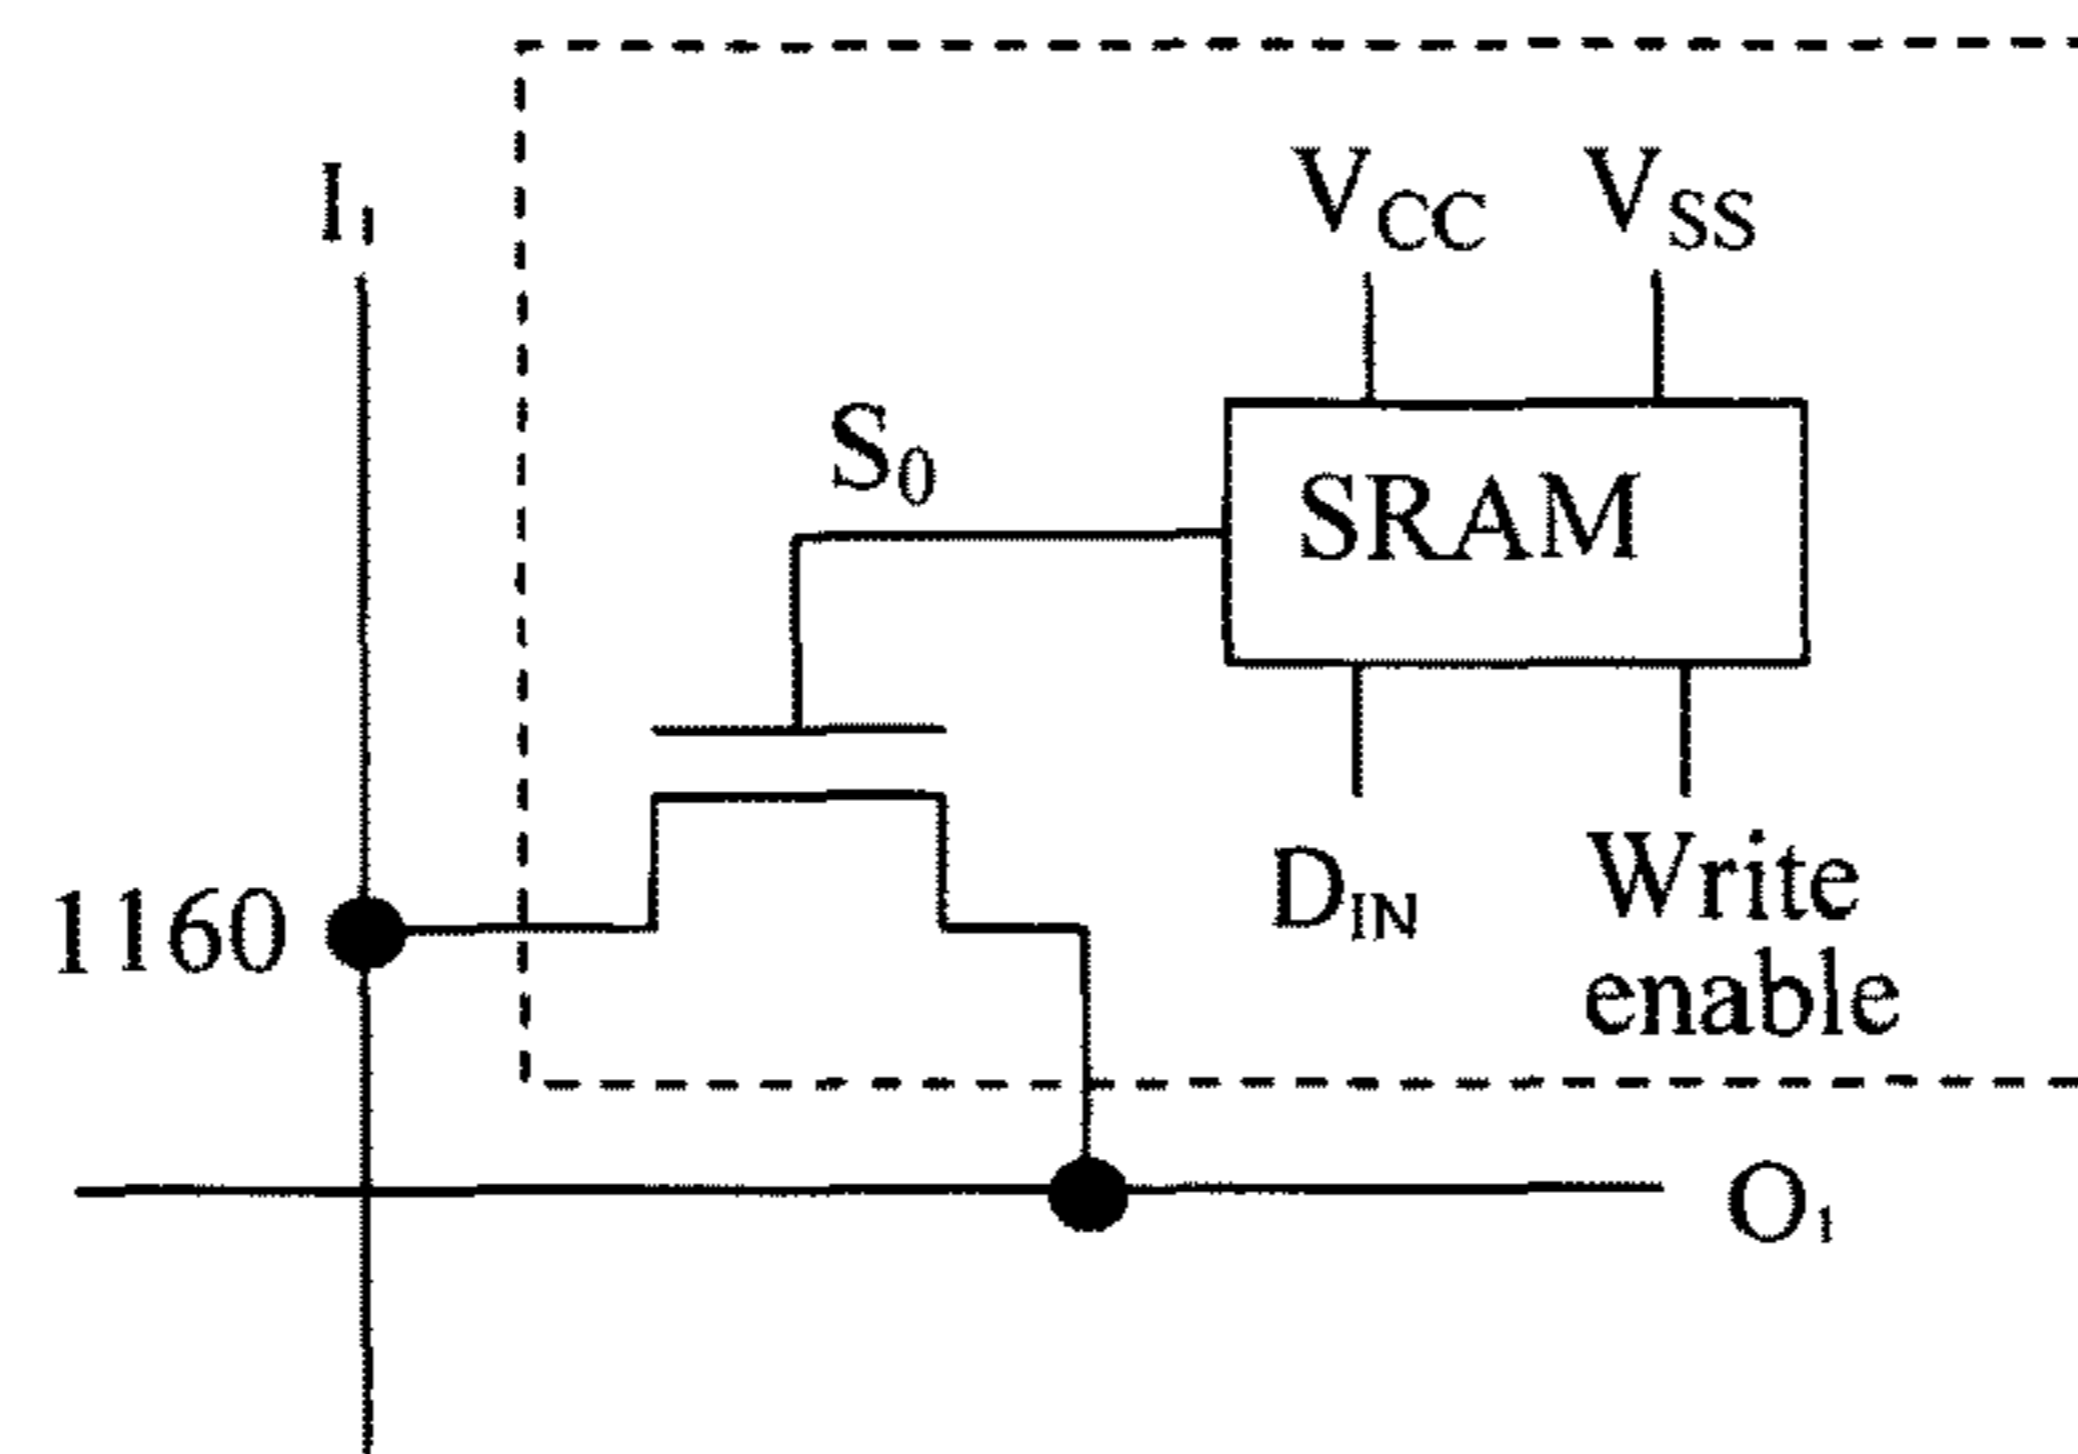 I1
VCC VSS
S0
SRAM
1160
DIN
Write
enable
O1